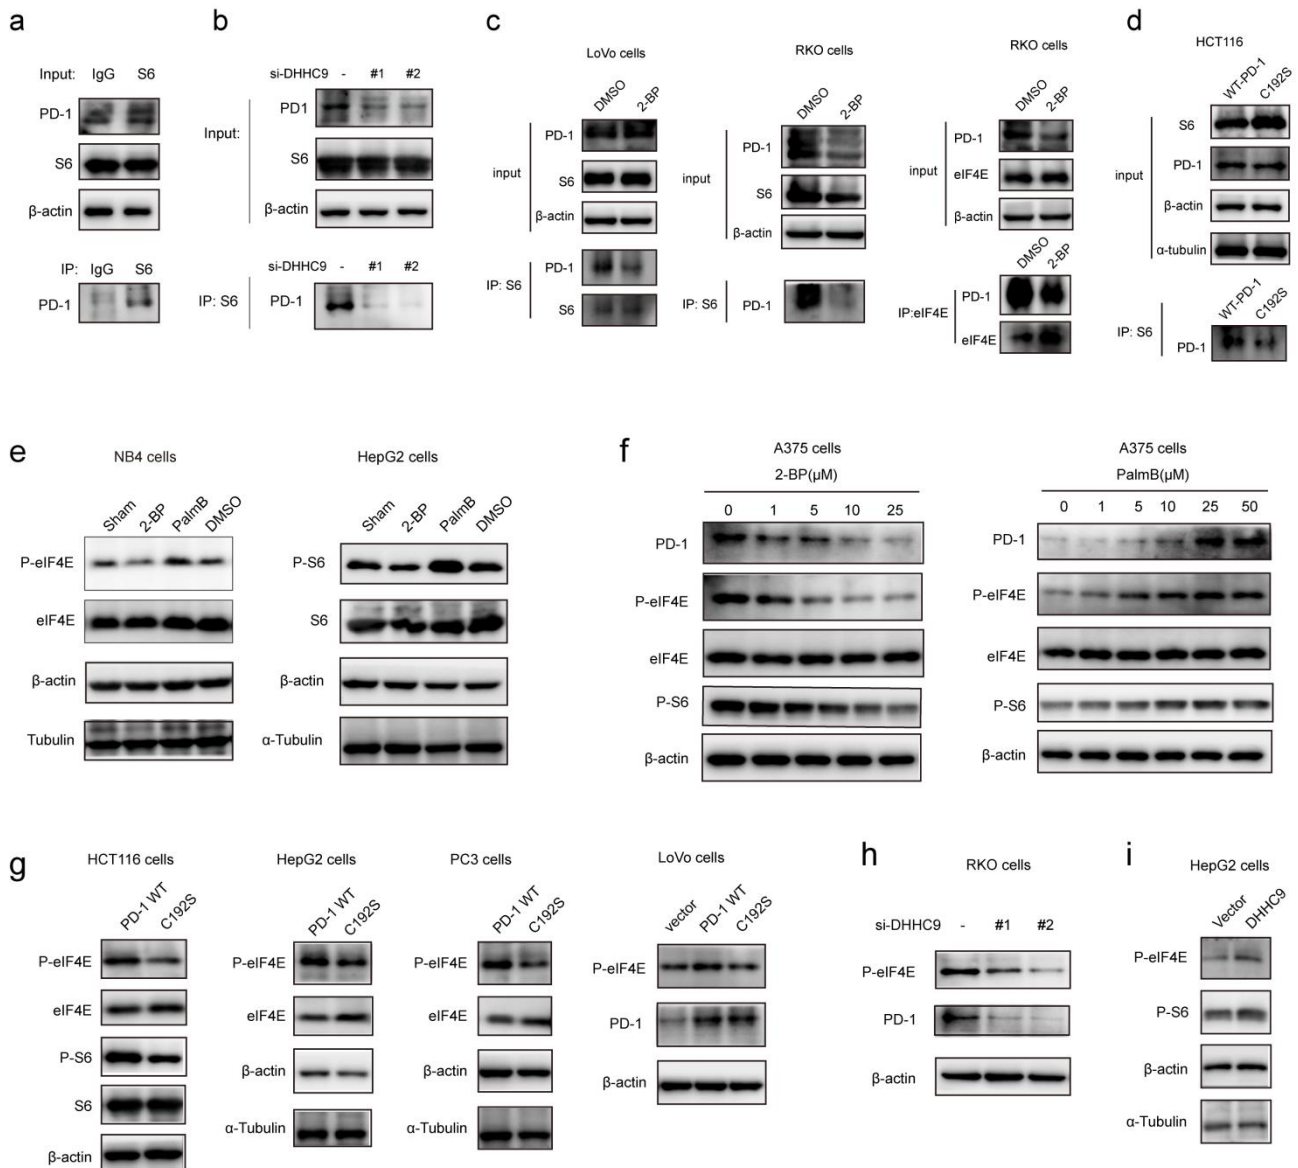 a
Input: IgG S6
PD-1
S6
β-actin
IP: IgG S6
PD-1
b
si-DHHC9 - #1 #2
Input:
PD1
S6
β-actin
si-DHHC9 - #1 #2
IP: S6
PD-1
c
LoVo cells
DMSO 2-BP
input
PD-1
S6
β-actin
IP: S6
PD-1
S6
RKO cells
DMSO 2-BP
input
PD-1
S6
β-actin
IP: S6
PD-1
RKO cells
DMSO 2-BP
input
PD-1
eIF4E
β-actin
DMSO 2-BP
IP:eIF4E
PD-1
eIF4E
d
HCT116
WT-PD-1 C192S
input
S6
PD-1
β-actin
α-tubulin
WT-PD-1 C192S
IP: S6
PD-1
e
NB4 cells
Sham 2-BP PalmB DMSO
P-eIF4E
eIF4E
β-actin
Tubulin
HepG2 cells
Sham 2-BP PalmB DMSO
P-S6
S6
β-actin
α-Tubulin
f
A375 cells
2-BP(μM)
0 1 5 10 25
PD-1
P-eIF4E
eIF4E
P-S6
β-actin
A375 cells
PalmB(μM)
0 1 5 10 25 50
PD-1
P-eIF4E
eIF4E
P-S6
β-actin
g
HCT116 cells
PD-1 WT C192S
P-eIF4E
eIF4E
P-S6
S6
β-actin
HepG2 cells
PD-1 WT C192S
P-eIF4E
eIF4E
β-actin
α-Tubulin
PC3 cells
PD-1 WT C192S
P-eIF4E
eIF4E
β-actin
α-Tubulin
LoVo cells
vector PD-1 WT C192S
P-eIF4E
PD-1
β-actin
h
RKO cells
si-DHHC9 - #1 #2
P-eIF4E
PD-1
β-actin
i
HepG2 cells
Vector DHHC9
P-eIF4E
P-S6
β-actin
α-Tubulin